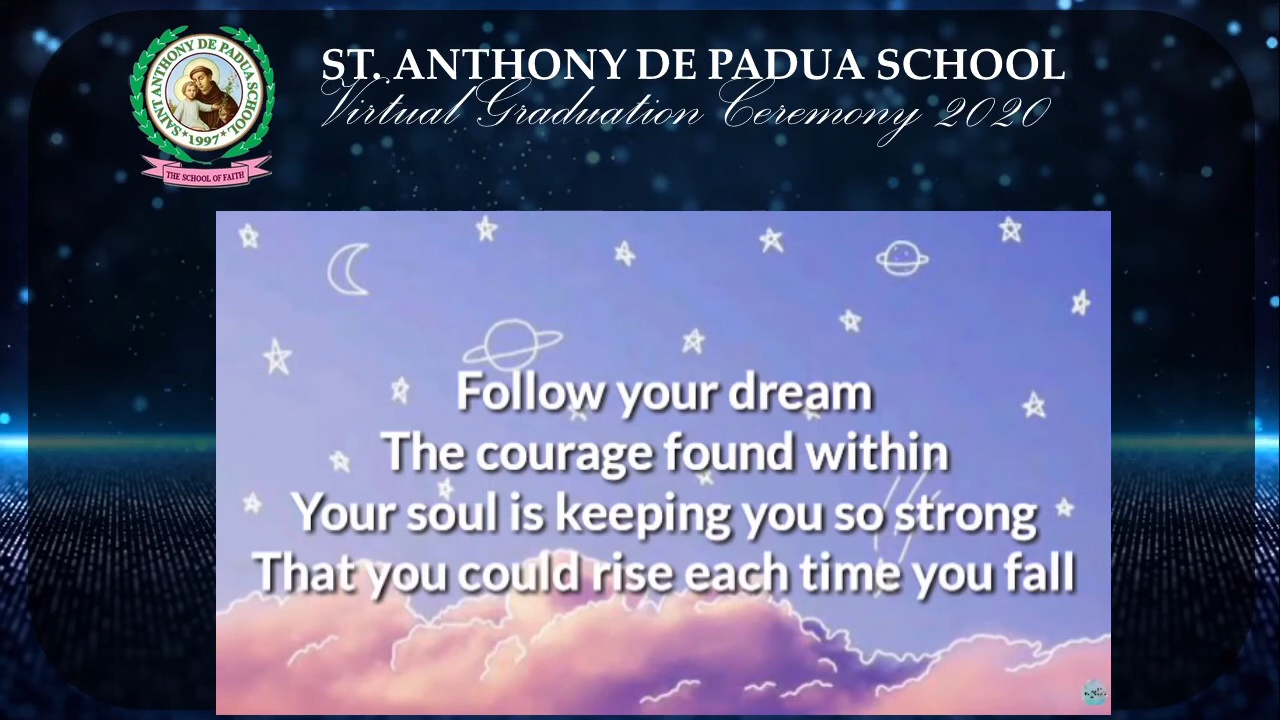 ST. ANTHONY DE PADUA SCHOOL
Virtual Graduation Ceremony 2020
SAINT ANTHONY DE PADUA SCHOOL
1997
THE SCHOOL OF FAITH
Follow your dream
The courage found within
Your soul is keeping you so strong
That you could rise each time you fall